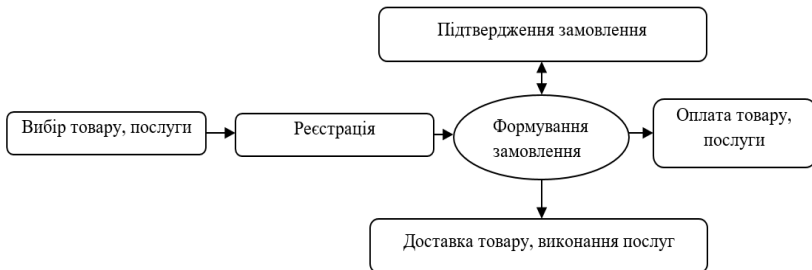 Підтвердження замовлення
Вибір товару, послуги
Реєстрація
Формування
замовлення
Оплата товару,
послуги
Доставка товару, виконання послуг